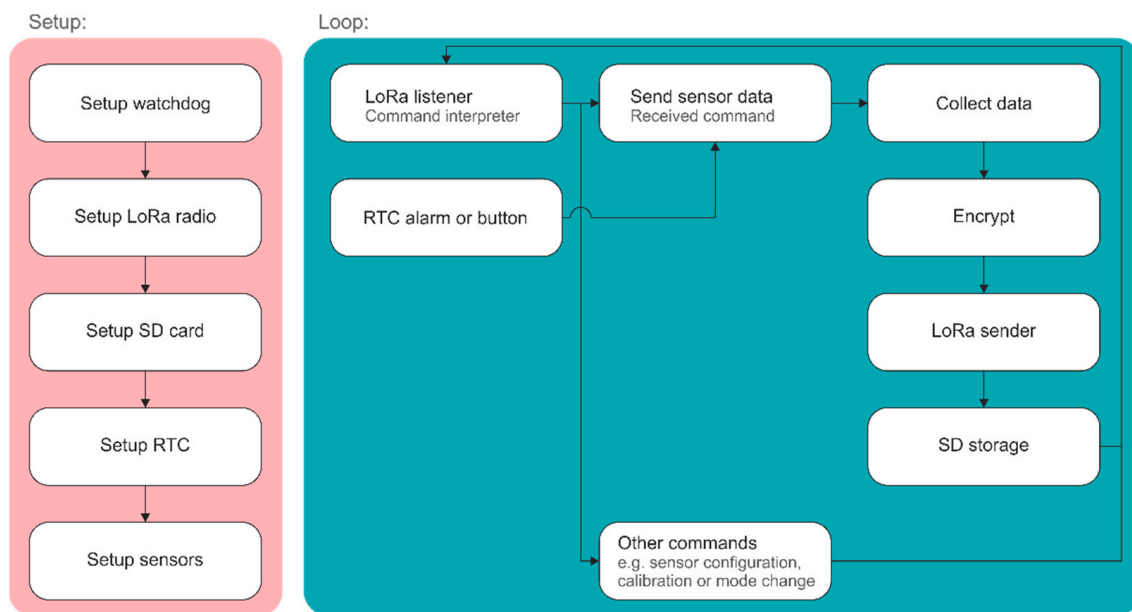 Setup:
Setup watchdog
Setup LoRa radio
Setup SD card
Setup RTC
Setup sensors
Loop:
LoRa listener
Command interpreter
Send sensor data
Received command
Collect data
RTC alarm or button
Encrypt
LoRa sender
SD storage
Other commands
e.g. sensor configuration,
calibration or mode change